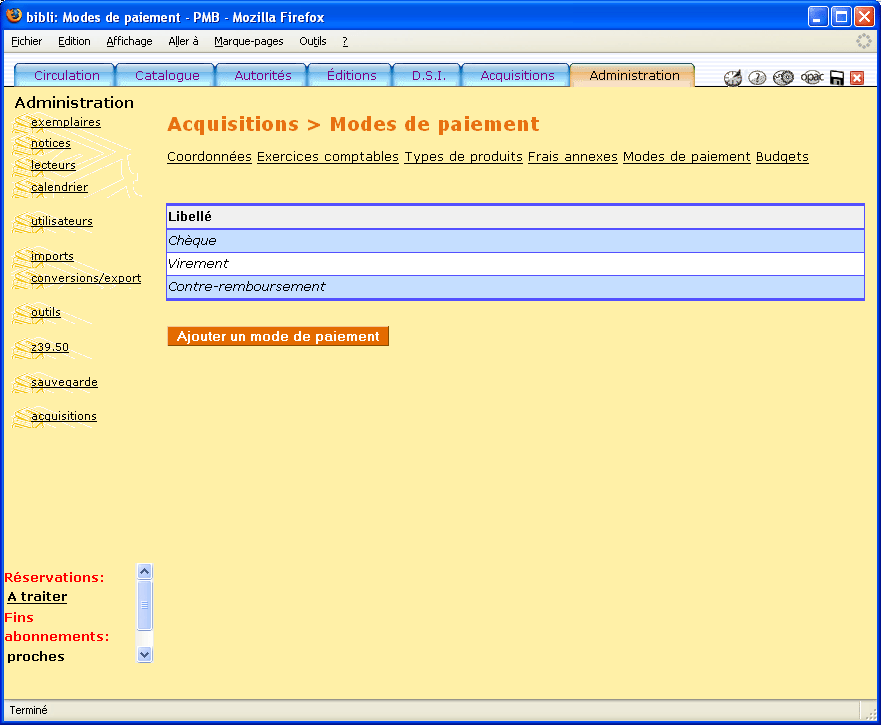 bibli: Modes de paiement - PMB - Mozilla Firefox
Fichier Edition Affichage Aller à Marque-pages Outils ?
Circulation Catalogue Autorités Éditions D.S.I. Acquisitions Administration opac
Administration
exemplaires
notices
lecteurs
calendrier
utilisateurs
imports
conversions/export
outils
z39.50
sauvegarde
acquisitions
Acquisitions > Modes de paiement
Coordonnées Exercices comptables Types de produits Frais annexes Modes de paiement Budgets
Libellé
Chèque
Virement
Contre-remboursement
Ajouter un mode de paiement
Réservations:
A traiter
Fins
abonnements:
proches
Terminé